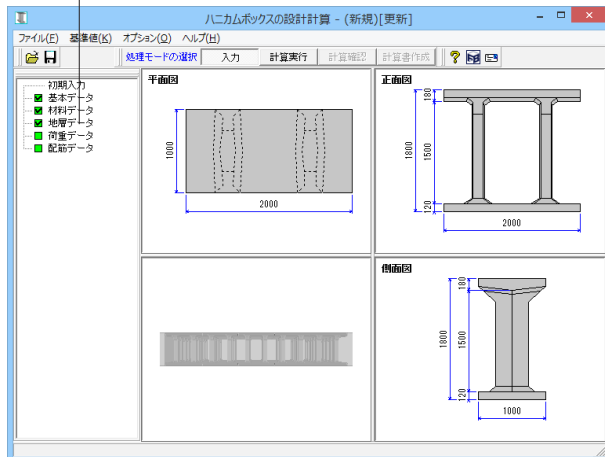 ハニカムボックスの設計計算 - (新規)[更新]
ファイル(F) 基準値(K) オプション(O) ヘルプ(H)
処理モードの選択 入力 計算実行 計算確認 計算書作成
初期入力
基本データ
材料データ
地層データ
荷重データ
配筋データ
平面図
1000
2000
正面図
180
1800
1500
120
2000
側面図
180
1800
1500
120
1000